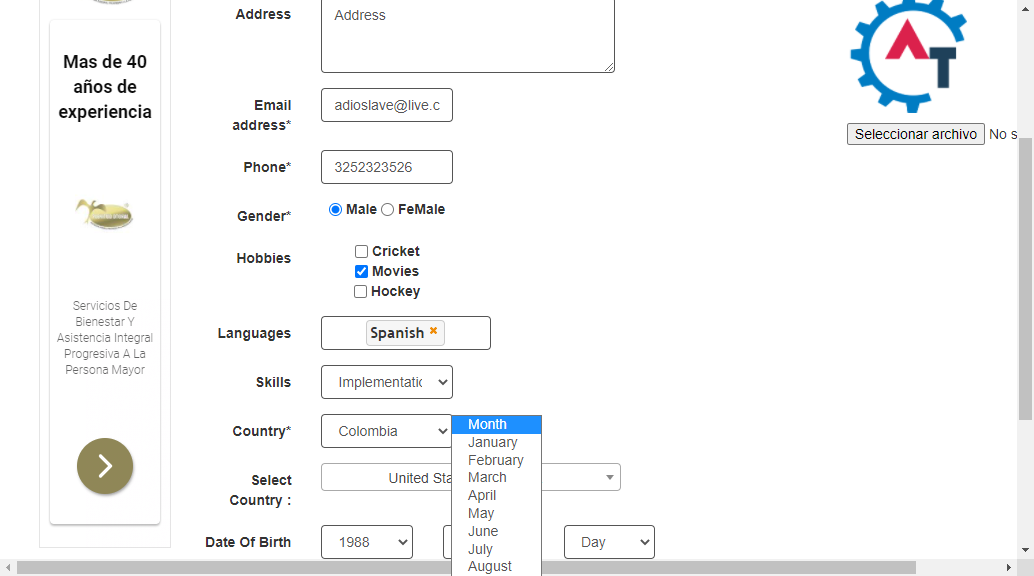 Mas de 40
años de
experiencia
Servicios De
Bienestar Y
Asistencia Integral
Progresiva A La
Persona Mayor
Address
Address
Email
address*
adioslave@live.c
Phone*
3252323526
Gender*
Male
FeMale
Hobbies
Cricket
Movies
Hockey
Languages
Spanish
Skills
Implementatic
Country*
Colombia
Select
Country :
United Sta
Date Of Birth
1988
Day
Month
January
February
March
April
May
June
July
August
AT
Seleccionar archivo
No s